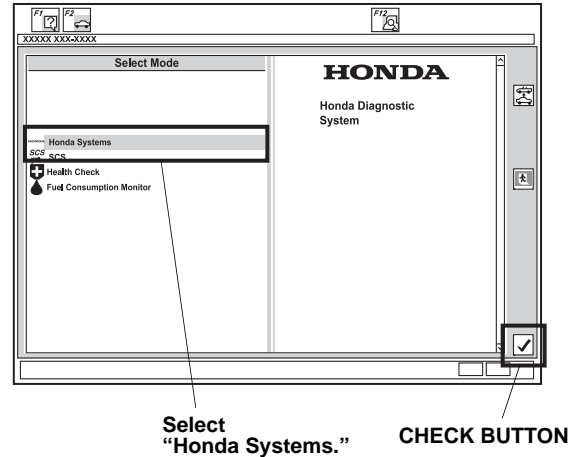 F1 F2 F12
XXXXX XXX-XXXX
Select Mode
HONDA
Honda Diagnostic
System
HONDA Honda Systems
SCS SCS
Health Check
Fuel Consumption Monitor
Select
“Honda Systems.”
CHECK BUTTON